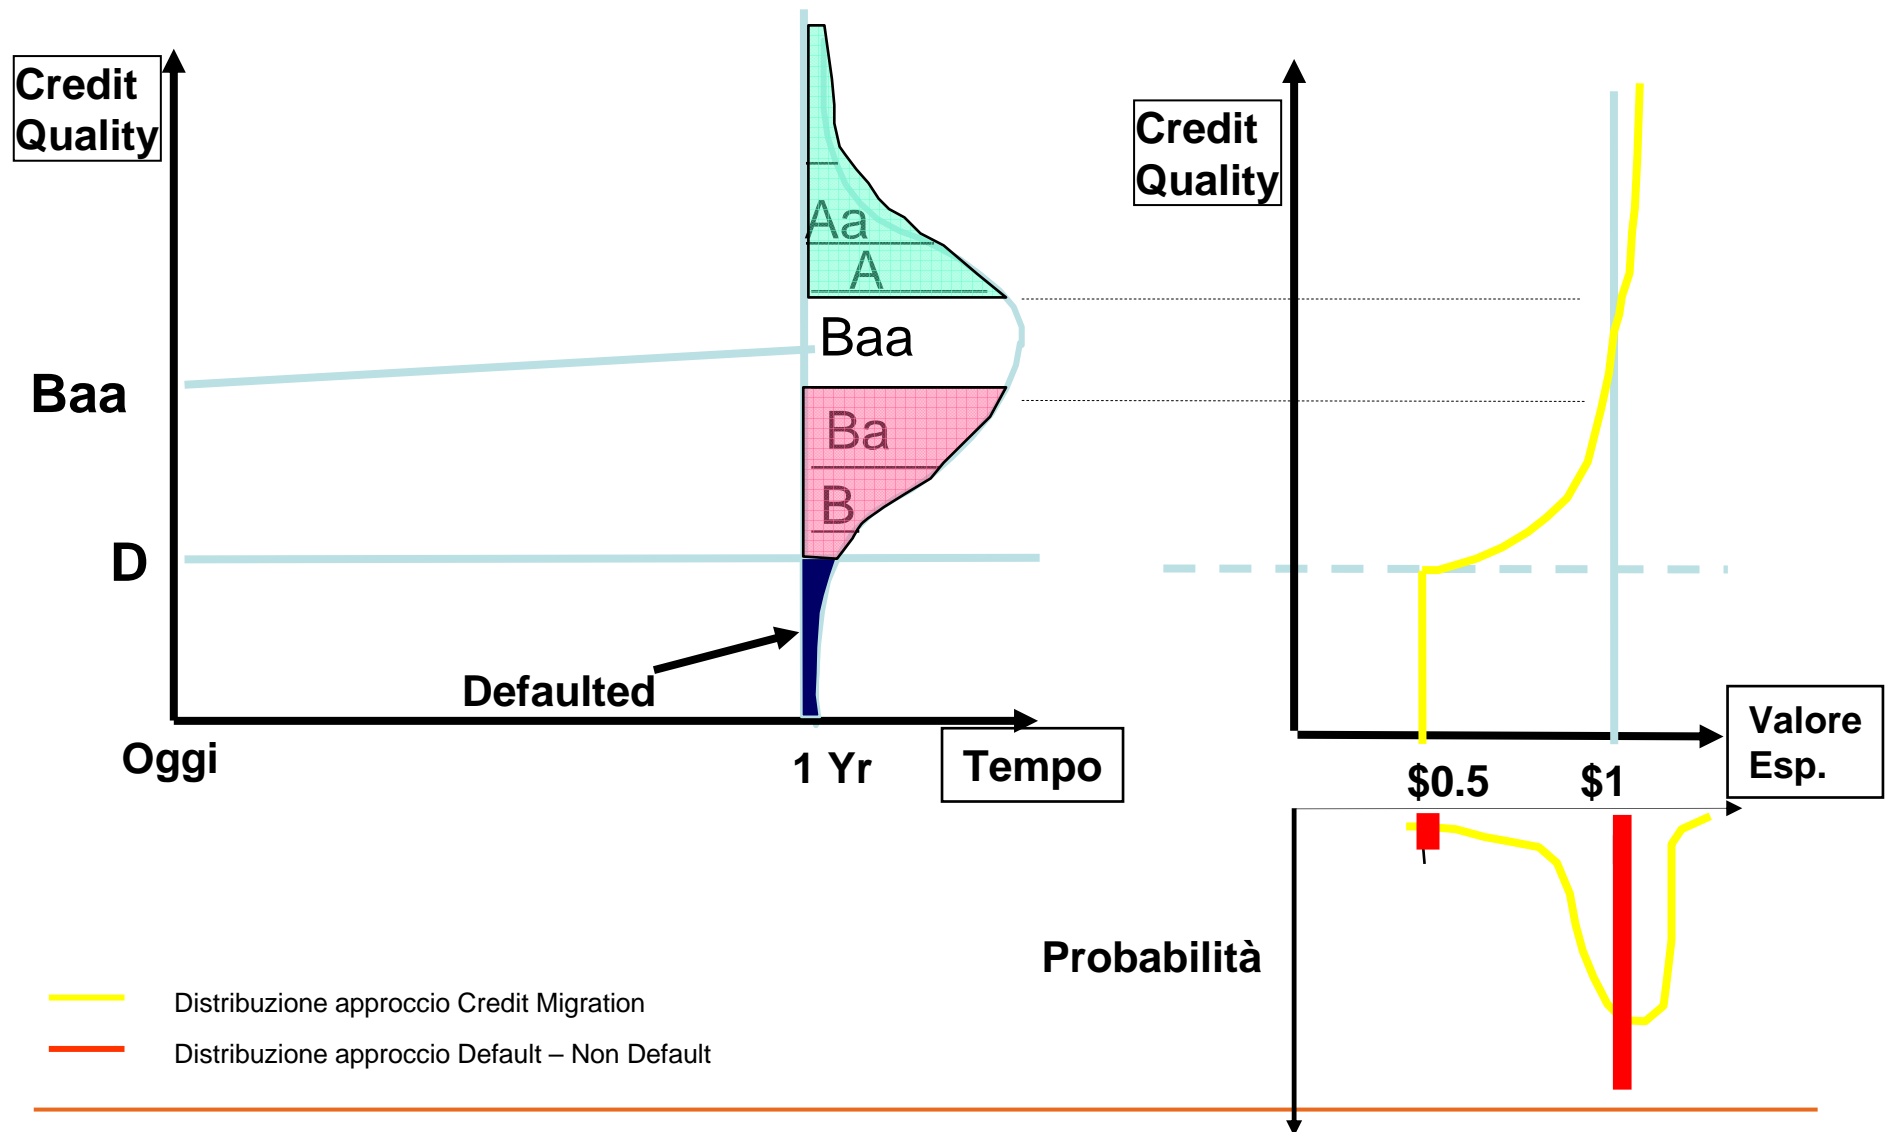 Credit
Quality
Aa
A
Baa
Ba
B
Baa
D
Defaulted
Oggi
1 Yr
Tempo
Credit
Quality
$0.5
$1
Valore
Esp.
Probabilità
Distribuzione approccio Credit Migration
Distribuzione approccio Default – Non Default